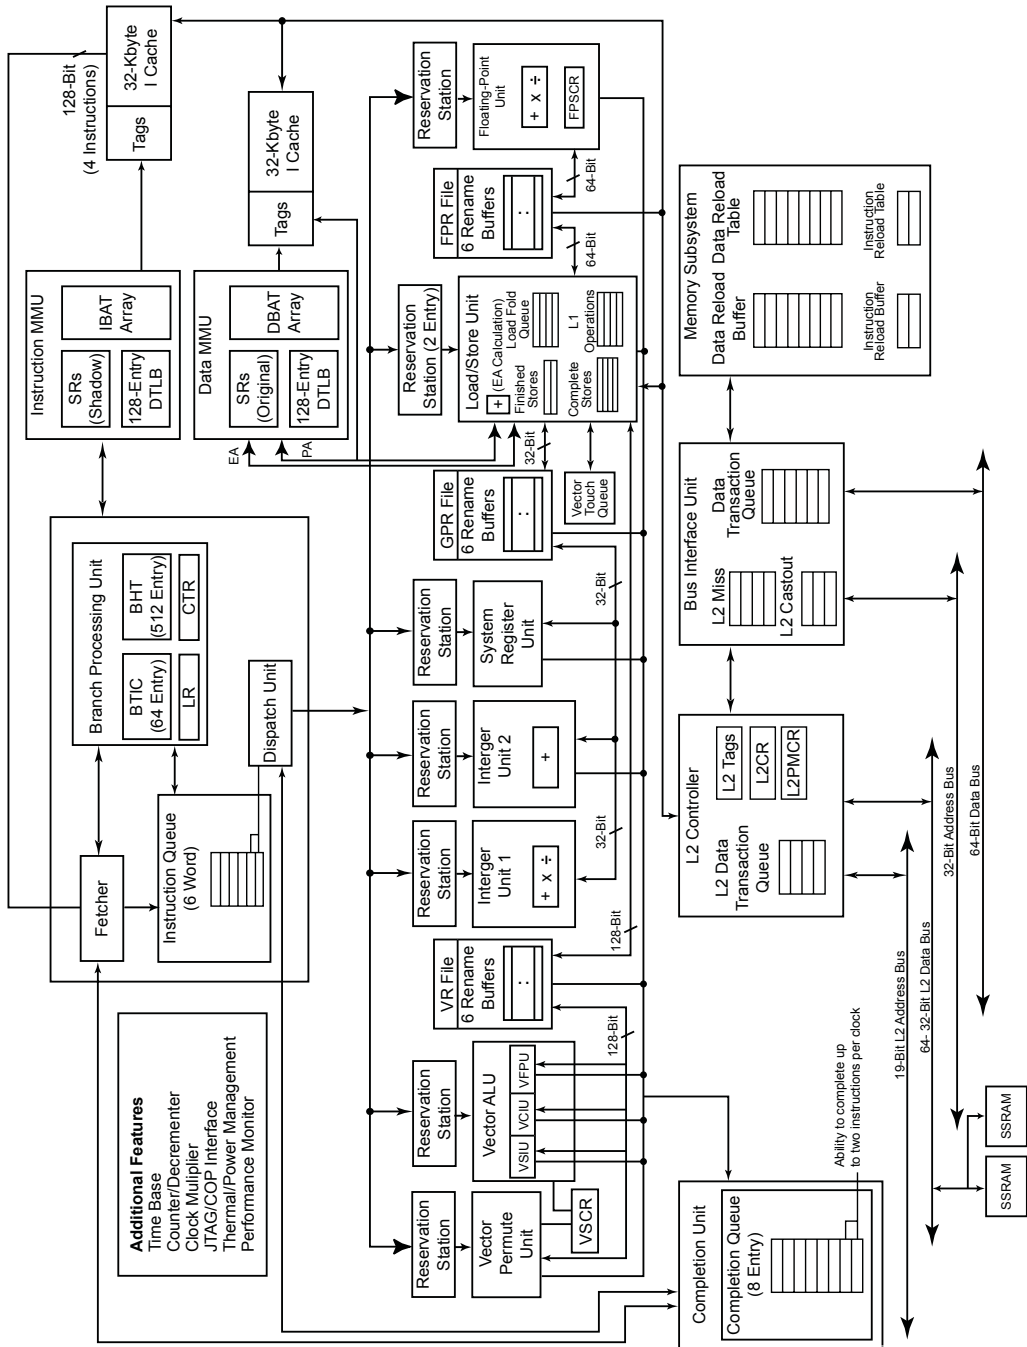 Additional Features
Time Base
Counter/Decrementer
Clock Muliplier
JTAG/COP Interface
Thermal/Power Management
Performance Monitor
Fetcher
Branch Processing Unit
BTIC
(64 Entry)
BHT
(512 Entry)
LR
CTR
Instruction Queue
(6 Word)
Dispatch Unit
Instruction MMU
SRs
(Shadow)
IBAT
Array
128-Entry
DTLB
Tags
32-Kbyte
I Cache
128-Bit
(4 Instructions)
Data MMU
SRs
(Original)
DBAT
Array
128-Entry
DTLB
Tags
32-Kbyte
I Cache
EA
PA
Reservation
Station
Reservation
Station
Reservation
Station
Reservation
Station
Reservation
Station
Reservation
Station (2 Entry)
Reservation
Station
Vector
Permute
Unit
VSCR
Vector ALU
VSIU
VCIU
VFPU
VR File
6 Rename
Buffers
:
128-Bit
128-Bit
Interger
Unit 1
+ x ÷
Interger
Unit 2
+
32-Bit
System
Register
Unit
32-Bit
GPR File
6 Rename
Buffers
:
32-Bit
Vector
Touch
Queue
Load/Store Unit
+
(EA Calculation)
Load Fold
Queue
Finished
Stores
L1
Operations
Complete
Stores
64-Bit
FPR File
6 Rename
Buffers
:
64-Bit
Floating-Point
Unit
+ x ÷
FPSCR
Completion Unit
Completion Queue
(8 Entry)
Ability to complete up
to two instructions per clock
L2 Controller
L2 Data
Transaction
Queue
L2 Tags
L2CR
L2PMCR
Bus Interface Unit
L2 Miss
Data
Transaction
Queue
L2 Castout
Memory Subsystem
Data Reload
Buffer
Data Reload
Table
Instruction
Reload Buffer
Instruction
Reload Table
19-Bit L2 Address Bus
64- 32-Bit L2 Data Bus
32-Bit Address Bus
64-Bit Data Bus
SSRAM
SSRAM